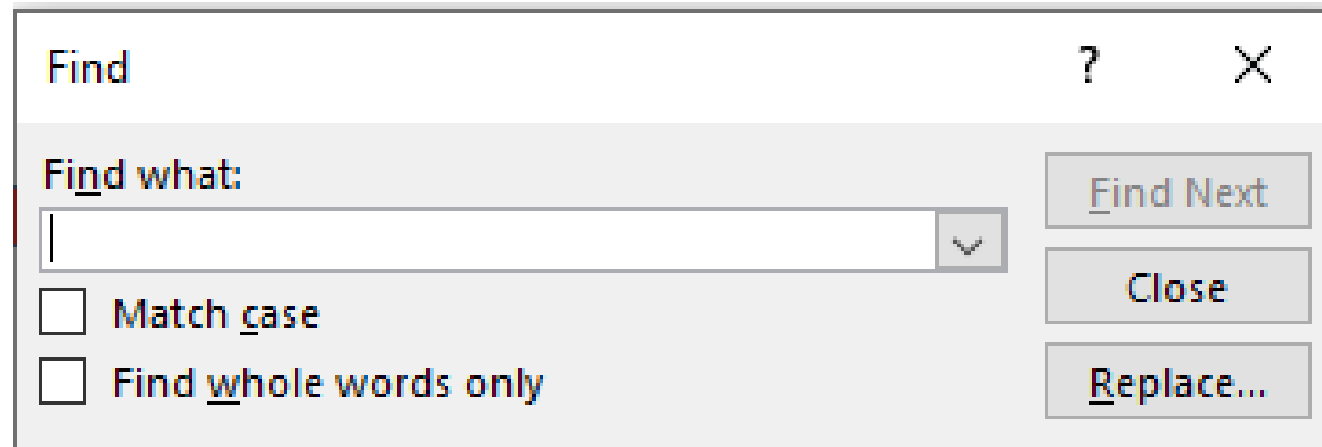 Find ?
Find what:
Find Next
Close
Match case
Find whole words only
Replace...